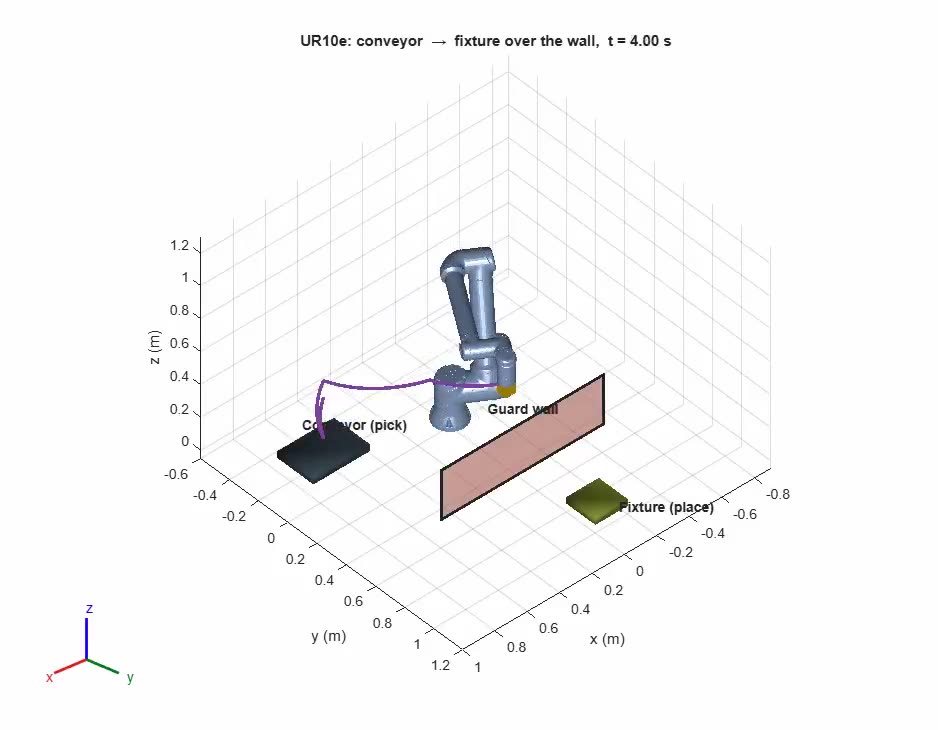 UR10e: conveyor → fixture over the wall, t = 4.00 s
1.2
1
0.8
0.6
0.4
0.2
0
z (m)
Guard wall
Conveyor (pick)
Fixture (place)
-0.6
-0.4
-0.2
0
0.2
0.4
0.6
0.8
1
1.2
y (m)
-0.8
-0.6
-0.4
-0.2
0
0.2
0.4
0.6
0.8
1
x (m)
z
x
y